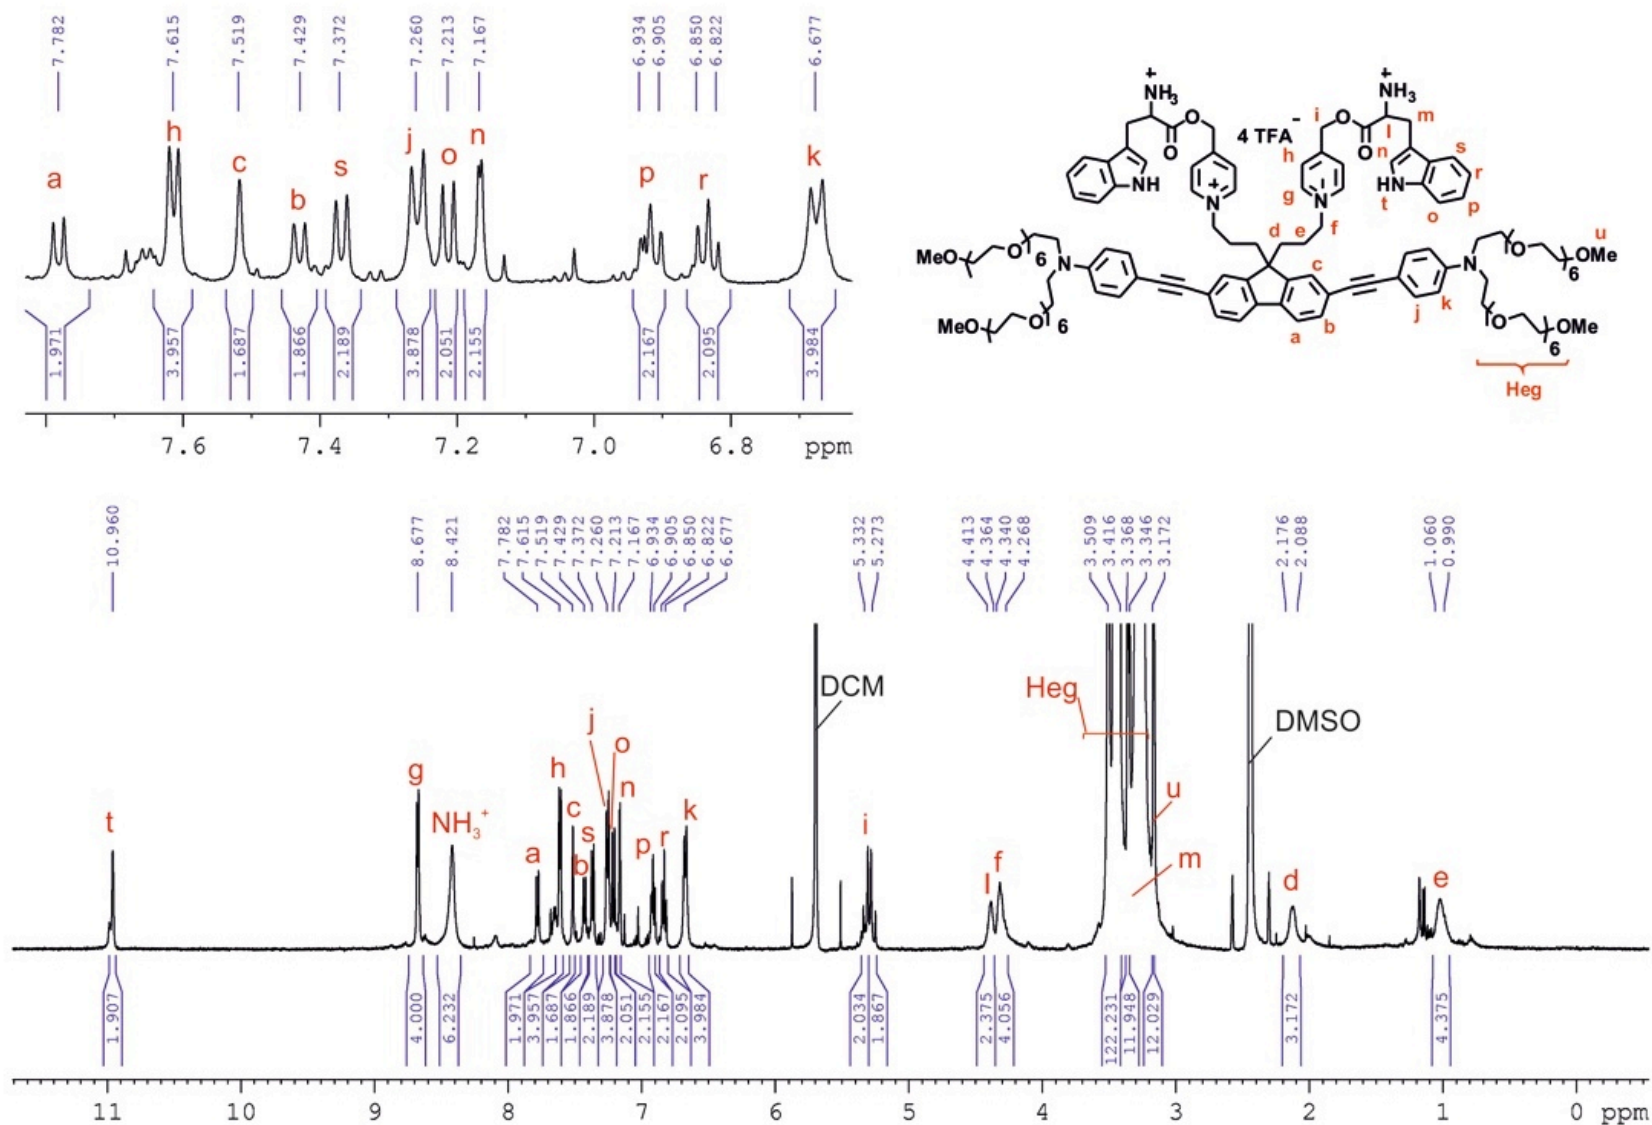 7.782 7.615 7.519 7.429 7.372 7.260 7.213 7.167 6.934 6.905 6.850 6.822 6.677
a h c b s j o n p r k
1.971 3.957 1.687 1.866 2.189 3.878 2.051 2.155 2.167 2.095 3.984
7.6 7.4 7.2 7.0 6.8 ppm
+ +
NH3 NH3
O i O l m
O 4 TFA- O n s
NH h HN r
+ g + t p
N N o
d e f
u
MeO O 6 N c N O 6 OMe
MeO O 6 a b j k O 6 OMe
Heg
10.960 8.677 8.421 7.782 7.615 7.519 7.429 7.372 7.260 7.213 7.167 6.934 6.905 6.850 6.822 6.677 5.332 5.273 4.413 4.364 4.340 4.268 3.509 3.416 3.368 3.346 3.172 2.176 2.088 1.060 0.990
DCM
Heg
DMSO
t g NH3+ a h c b s j o n p r k i l f u m d e
1.907 4.000 6.232 1.971 3.957 1.687 1.866 2.189 3.878 2.051 2.155 2.167 2.095 3.984 2.034 1.867 2.375 4.056 122.231 11.948 12.029 3.172 4.375
11 10 9 8 7 6 5 4 3 2 1 0 ppm